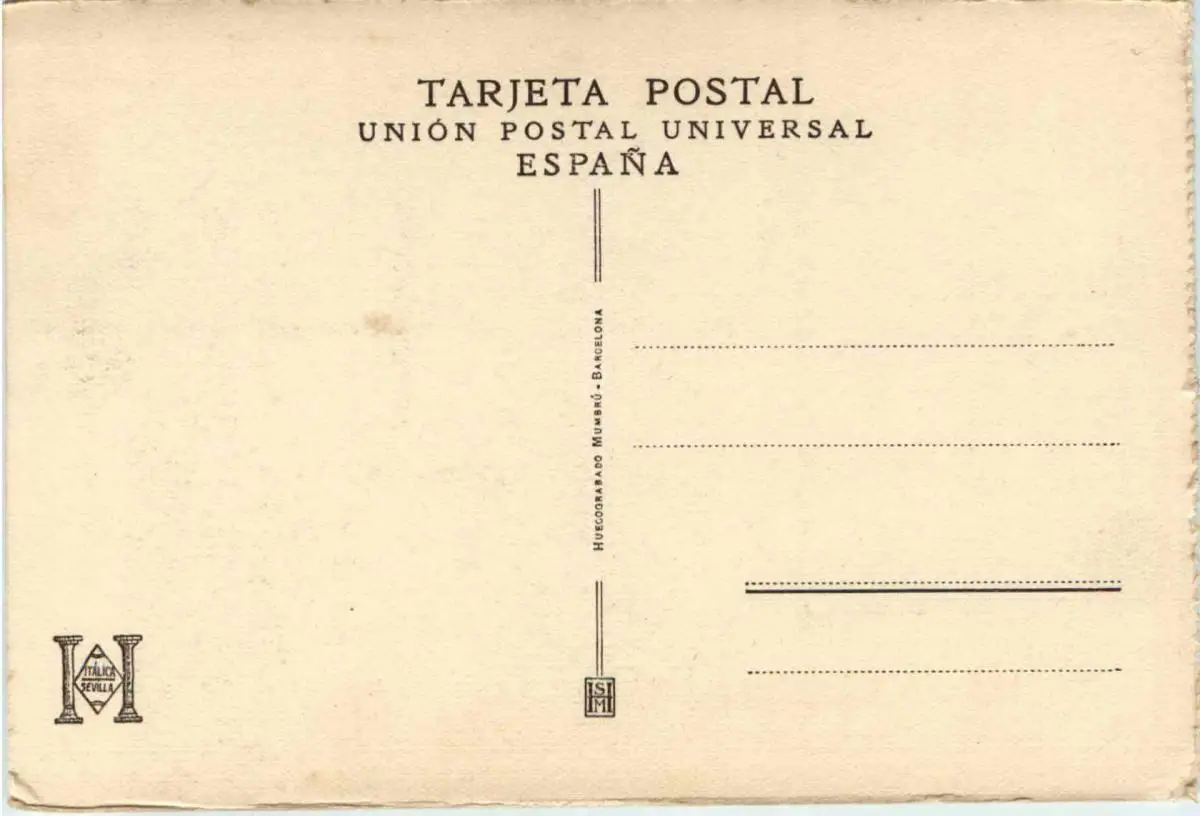 TARJETA POSTAL
UNIÓN POSTAL UNIVERSAL
ESPAÑA
HUECOGRABADO MUMBRÚ - BARCELONA
ITÁLICA
SEVILLA
H S M